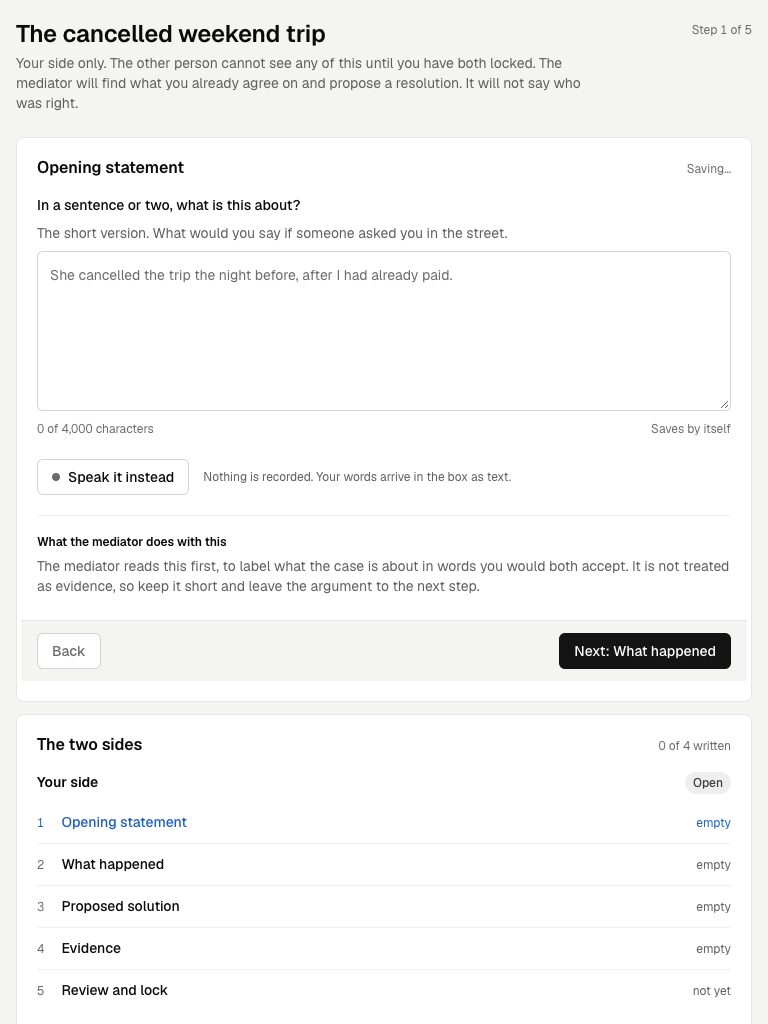 The cancelled weekend trip
Step 1 of 5
Your side only. The other person cannot see any of this until you have both locked. The
mediator will find what you already agree on and propose a resolution. It will not say who
was right.
Opening statement
Saving…
In a sentence or two, what is this about?
The short version. What would you say if someone asked you in the street.
She cancelled the trip the night before, after I had already paid.
0 of 4,000 characters
Saves by itself
Speak it instead
Nothing is recorded. Your words arrive in the box as text.
What the mediator does with this
The mediator reads this first, to label what the case is about in words you would both accept. It is not treated
as evidence, so keep it short and leave the argument to the next step.
Back
Next: What happened
The two sides
0 of 4 written
Your side
Open
1 Opening statement empty
2 What happened empty
3 Proposed solution empty
4 Evidence empty
5 Review and lock not yet